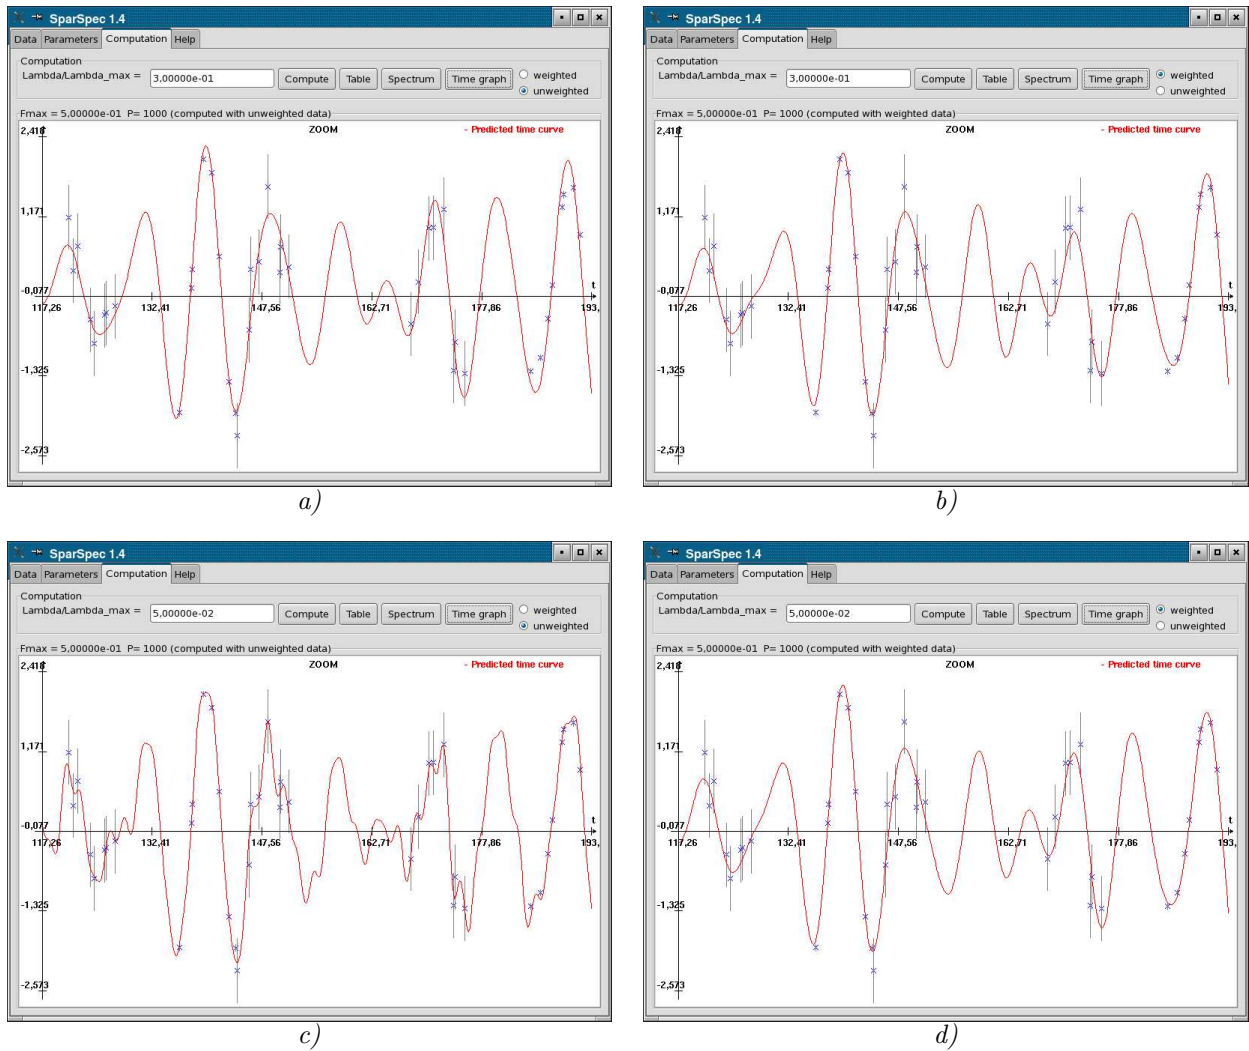 SparSpec 1.4
Data Parameters Computation Help
Computation
Lambda/Lambda_max = 3,00000e-01 Compute Table Spectrum Time graph weighted
unweighted
Fmax = 5,00000e-01 P= 1000 (computed with unweighted data)
2,418 ZOOM - Predicted time curve
1,171
-0,077 t
117,26 132,41 147,56 162,71 177,86 193,
-1,325
-2,573
a)
SparSpec 1.4
Data Parameters Computation Help
Computation
Lambda/Lambda_max = 3,00000e-01 Compute Table Spectrum Time graph weighted
unweighted
Fmax = 5,00000e-01 P= 1000 (computed with weighted data)
2,418 ZOOM - Predicted time curve
1,171
-0,077 t
117,26 132,41 147,56 162,71 177,86 193,
-1,325
-2,573
b)
SparSpec 1.4
Data Parameters Computation Help
Computation
Lambda/Lambda_max = 5,00000e-02 Compute Table Spectrum Time graph weighted
unweighted
Fmax = 5,00000e-01 P= 1000 (computed with unweighted data)
2,418 ZOOM - Predicted time curve
1,171
-0,077 t
117,26 132,41 147,56 162,71 177,86 193,
-1,325
-2,573
c)
SparSpec 1.4
Data Parameters Computation Help
Computation
Lambda/Lambda_max = 5,00000e-02 Compute Table Spectrum Time graph weighted
unweighted
Fmax = 5,00000e-01 P= 1000 (computed with weighted data)
2,418 ZOOM - Predicted time curve
1,171
-0,077 t
117,26 132,41 147,56 162,71 177,86 193,
-1,325
-2,573
d)